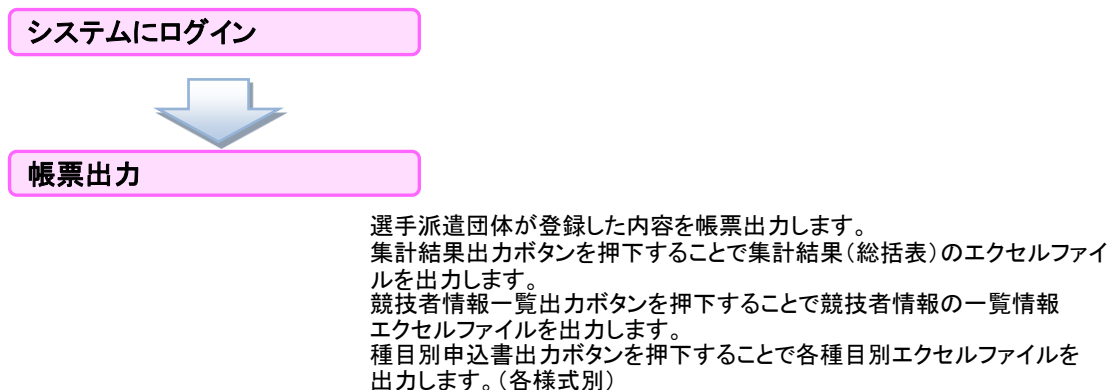 システムにログイン
帳票出力
選手派遣団体が登録した内容を帳票出力します。
集計結果出力ボタンを押下することで集計結果（総括表）のエクセルファイ
ルを出力します。
競技者情報一覧出力ボタンを押下することで競技者情報の一覧情報
エクセルファイルを出力します。
種目別申込書出力ボタンを押下することで各種目別エクセルファイルを
出力します。（各様式別）